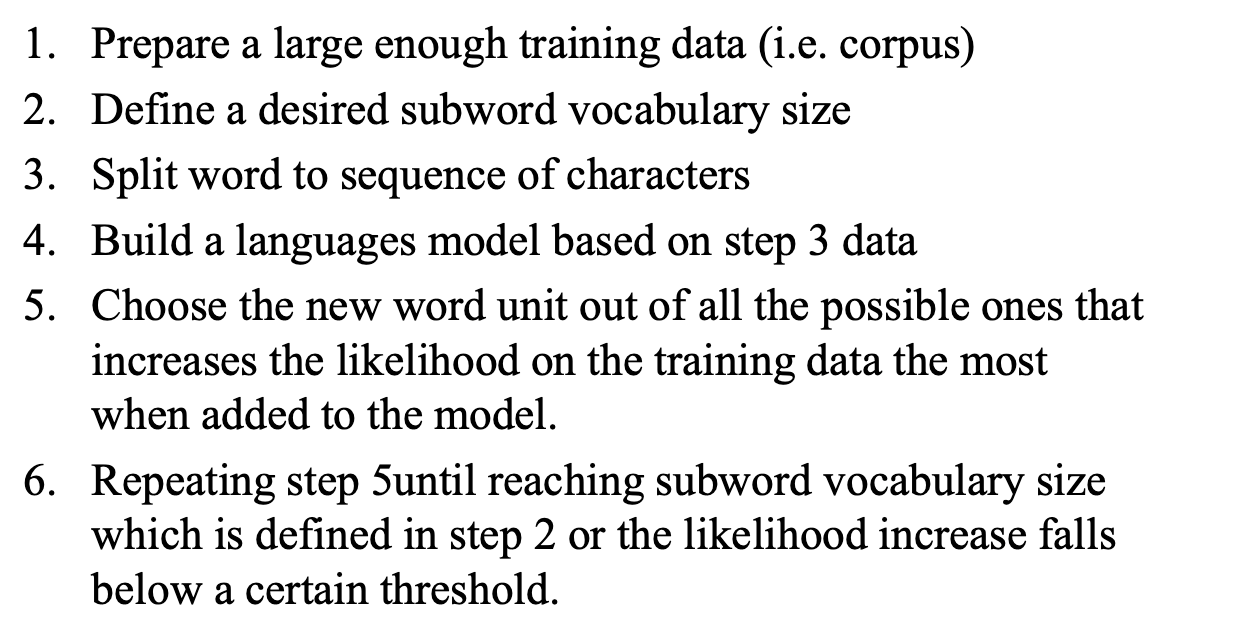 1. Prepare a large enough training data (i.e. corpus)
2. Define a desired subword vocabulary size
3. Split word to sequence of characters
4. Build a languages model based on step 3 data
5. Choose the new word unit out of all the possible ones that
increases the likelihood on the training data the most
when added to the model.
6. Repeating step 5until reaching subword vocabulary size
which is defined in step 2 or the likelihood increase falls
below a certain threshold.